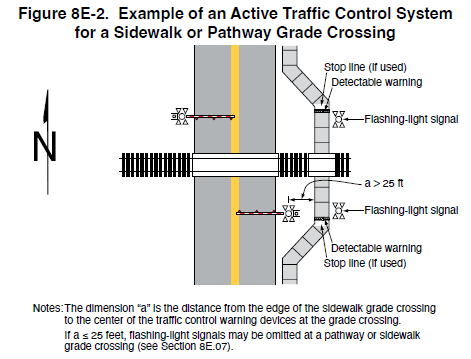 Figure 8E-2. Example of an Active Traffic Control System
for a Sidewalk or Pathway Grade Crossing
Stop line (if used)
Detectable warning
Flashing-light signal
N
a > 25 ft
Flashing-light signal
Detectable warning
Stop line (if used)
Notes: The dimension “a” is the distance from the edge of the sidewalk grade crossing
to the center of the traffic control warning devices at the grade crossing.
If a ≤ 25 feet, flashing-light signals may be omitted at a pathway or sidewalk
grade crossing (see Section 8E.07).